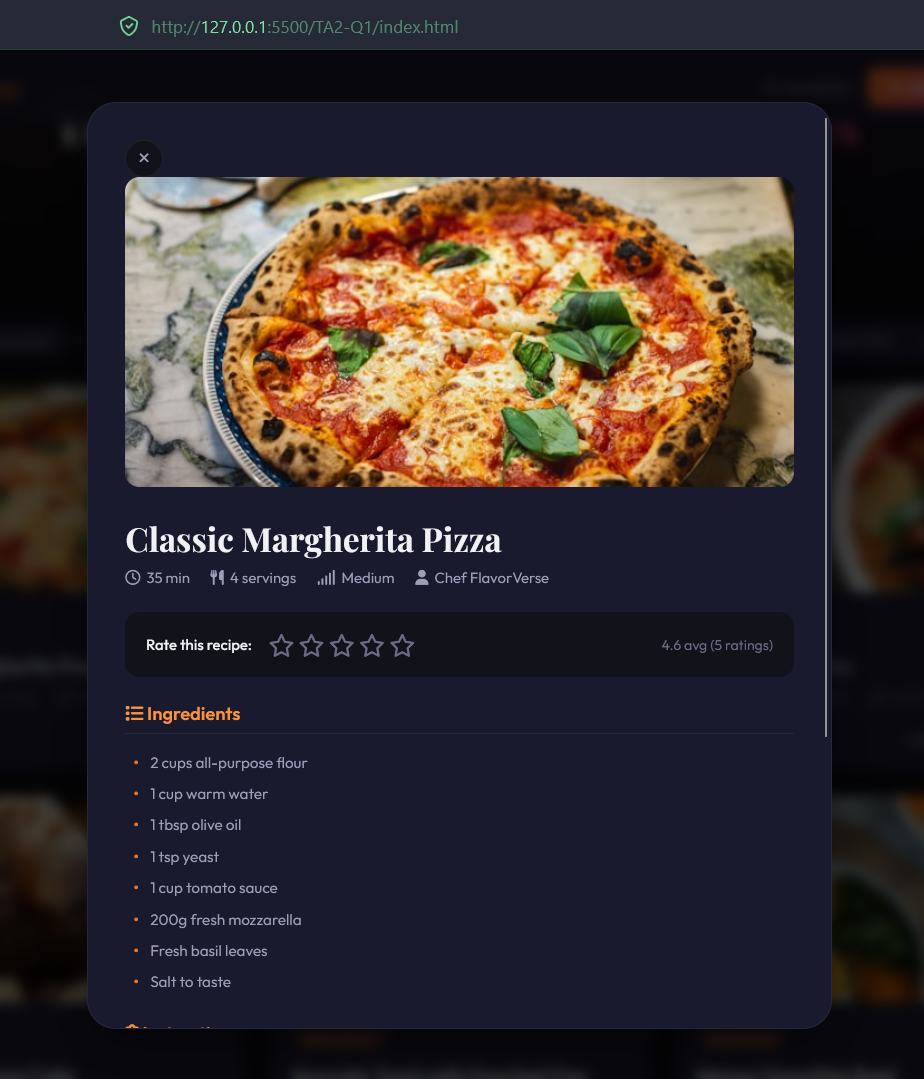 http://127.0.0.1:5500/TA2-Q1/index.html
Classic Margherita Pizza
35 min 4 servings Medium Chef FlavorVerse
Rate this recipe: 4.6 avg (5 ratings)
Ingredients
• 2 cups all-purpose flour
• 1 cup warm water
• 1 tbsp olive oil
• 1 tsp yeast
• 1 cup tomato sauce
• 200g fresh mozzarella
• Fresh basil leaves
• Salt to taste